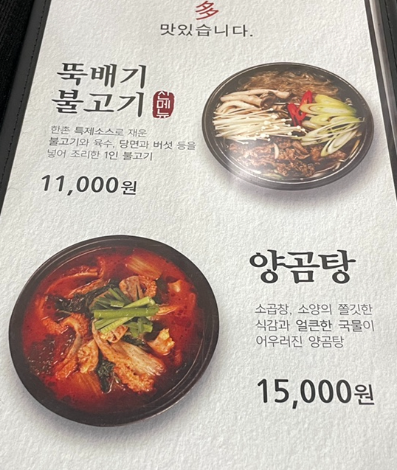 多
맛있습니다.
뚝배기
불고기
신메뉴
한촌 특제소스로 재운
불고기와 육수, 당면과 버섯 등을
넣어 조리한 1인 불고기
11,000원
양곰탕
소곱창, 소양의 쫄깃한
식감과 얼큰한 국물이
어우러진 양곰탕
15,000원